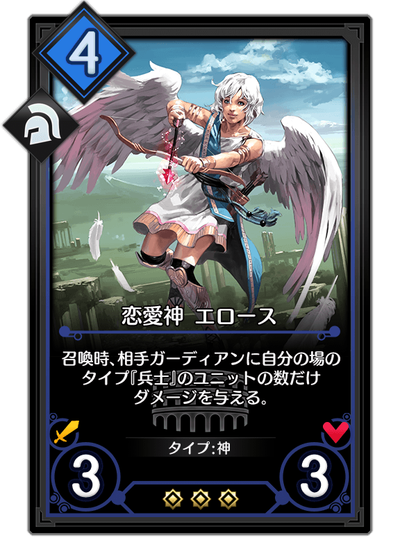 4
恋愛神 エロース
召喚時、相手ガーディアンに自分の場の
タイプ『兵士』のユニットの数だけ
ダメージを与える。
タイプ:神
3
3